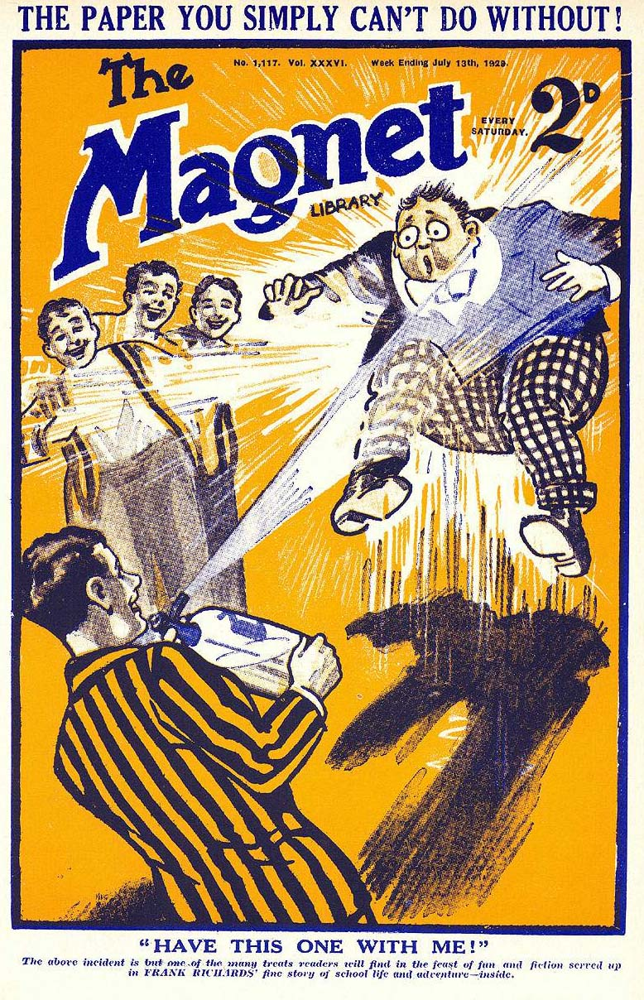 THE PAPER YOU SIMPLY CAN'T DO WITHOUT!
No. 1,117. Vol. XXXVI. Week Ending July 13th, 1929.
The
Magnet
LIBRARY
EVERY
SATURDAY.
2D
"HAVE THIS ONE WITH ME!"
The above incident is but one of the many treats readers will find in the feast of fun and fiction served up
in FRANK RICHARDS' fine story of school life and adventure—inside.